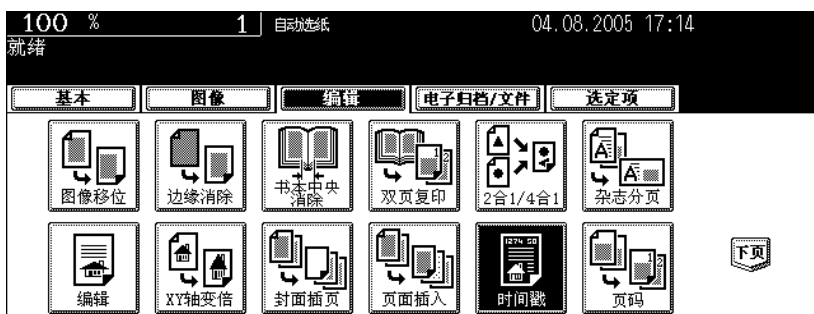 100 % 1 自动选纸 04.08.2005 17:14
就绪
基本 图像 编辑 电子归档/文件 选定项
图像移位 边缘消除 书本中央消除 双页复印 2合1/4合1 杂志分页
编辑 XY轴变倍 封面插页 页面插入 时间戳 页码
下页